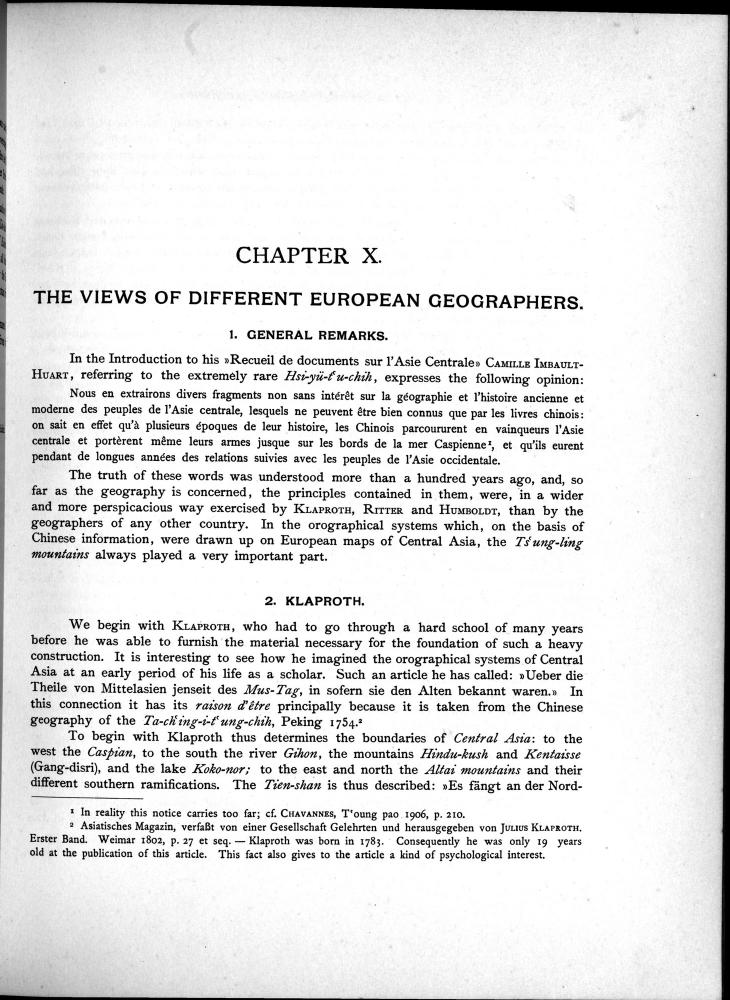 CHAPTER X.
THE VIEWS OF DIFFERENT EUROPEAN GEOGRAPHERS.
1. GENERAL REMARKS.
In the Introduction to his »Recueil de documents sur l'Asie Centrale» CAMILLE IMBAULT-
HUART, referring to the extremely rare Hsi-yü-t'u-chih, expresses the following opinion:
Nous en extrairons divers fragments non sans intérêt sur la géographie et l'histoire ancienne et
moderne des peuples de l'Asie centrale, lesquels ne peuvent être bien connus que par les livres chinois:
on sait en effet qu'à plusieurs époques de leur histoire, les Chinois parcoururent en vainqueurs l'Asie
centrale et portèrent même leurs armes jusque sur les bords de la mer Caspienne¹, et qu'ils eurent
pendant de longues années des relations suivies avec les peuples de l'Asie occidentale.
The truth of these words was understood more than a hundred years ago, and, so
far as the geography is concerned, the principles contained in them, were, in a wider
and more perspicacious way exercised by KLAPROTH, RITTER and HUMBOLDT, than by the
geographers of any other country. In the orographical systems which, on the basis of
Chinese information, were drawn up on European maps of Central Asia, the Ts'ung-ling
mountains always played a very important part.
2. KLAPROTH.
We begin with KLAPROTH, who had to go through a hard school of many years
before he was able to furnish the material necessary for the foundation of such a heavy
construction. It is interesting to see how he imagined the orographical systems of Central
Asia at an early period of his life as a scholar. Such an article he has called: »Ueber die
Theile von Mittelasien jenseit des Mus-Tag, in sofern sie den Alten bekannt waren.» In
this connection it has its raison d'être principally because it is taken from the Chinese
geography of the Ta-ch'ing-i-t'ung-chih, Peking 1754.²
To begin with Klaproth thus determines the boundaries of Central Asia: to the
west the Caspian, to the south the river Gihon, the mountains Hindu-kush and Kentaisse
(Gang-disri), and the lake Koko-nor; to the east and north the Altai mountains and their
different southern ramifications. The Tien-shan is thus described: »Es fängt an der Nord-
¹ In reality this notice carries too far; cf. CHAVANNES, T'oung pao 1906, p. 210.
² Asiatisches Magazin, verfaßt von einer Gesellschaft Gelehrten und herausgegeben von JULIUS KLAPROTH.
Erster Band. Weimar 1802, p. 27 et seq. — Klaproth was born in 1783. Consequently he was only 19 years
old at the publication of this article. This fact also gives to the article a kind of psychological interest.